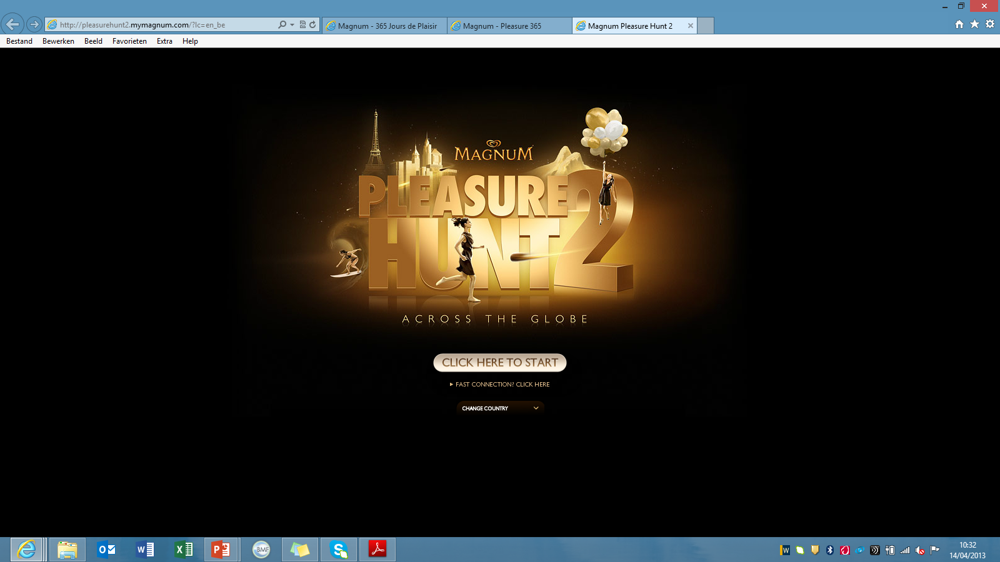 http://pleasurehunt2.mymagnum.com/?lc=en_be
Magnum - 365 Jours de Plaisir
Magnum - Pleasure 365
Magnum Pleasure Hunt 2
Bestand Bewerken Beeld Favorieten Extra Help
MAGNUM
PLEASURE
HUNT 2
ACROSS THE GLOBE
CLICK HERE TO START
FAST CONNECTION? CLICK HERE
CHANGE COUNTRY
BMF
10:32
14/04/2013